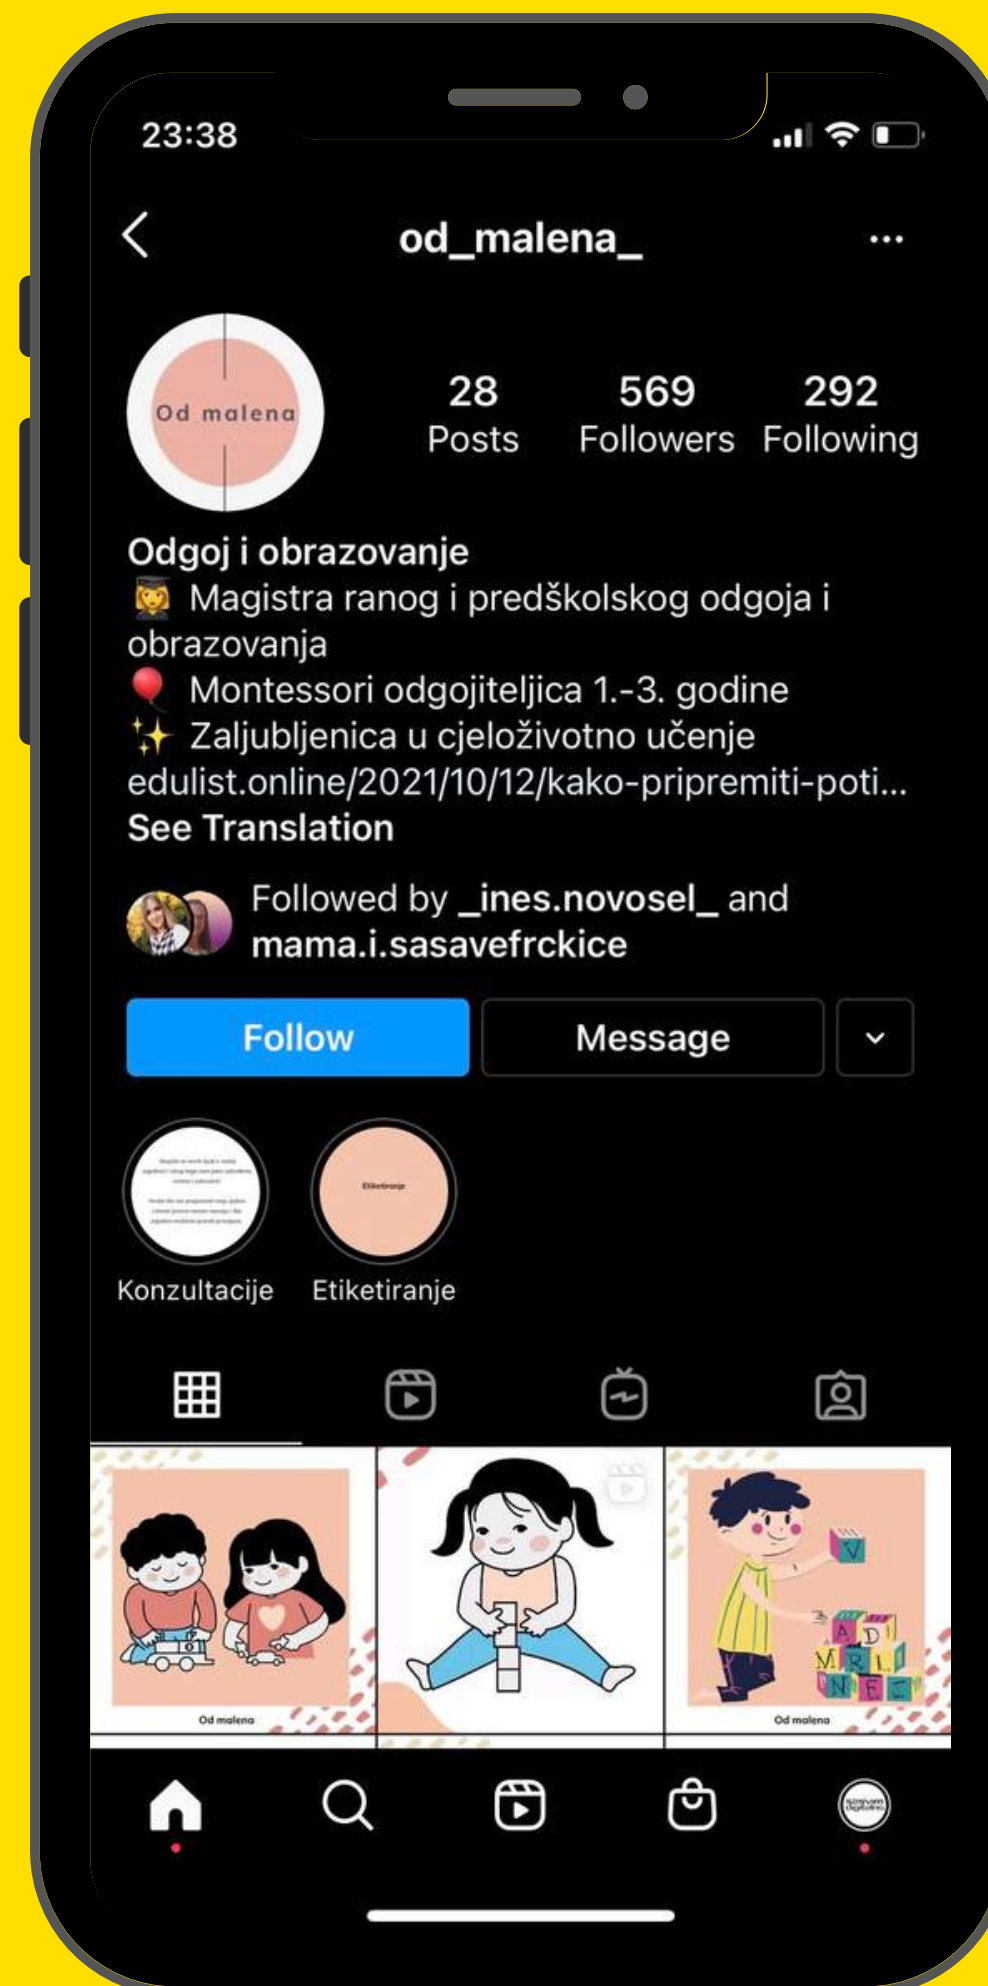 23:38
od_malena_
Od malena
28
Posts
569
Followers
292
Following
Odgoj i obrazovanje
👩‍🎓 Magistra ranog i predškolskog odgoja i
obrazovanja
🎈 Montessori odgojiteljica 1.-3. godine
✨ Zaljubljenica u cjeloživotno učenje
edulist.online/2021/10/12/kako-pripremiti-poti...
See Translation
Followed by _ines.novosel_ and
mama.i.sasavefrckice
Follow
Message
Etiketiranje
Konzultacije
Etiketiranje
V
A D
M R L
N E I
Od malena
Od malena